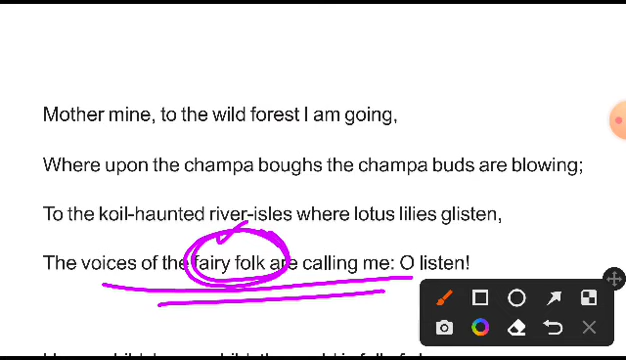 Mother mine, to the wild forest I am going,
Where upon the champa boughs the champa buds are blowing;
To the koil-haunted river-isles where lotus lilies glisten,
The voices of the fairy folk are calling me: O listen!